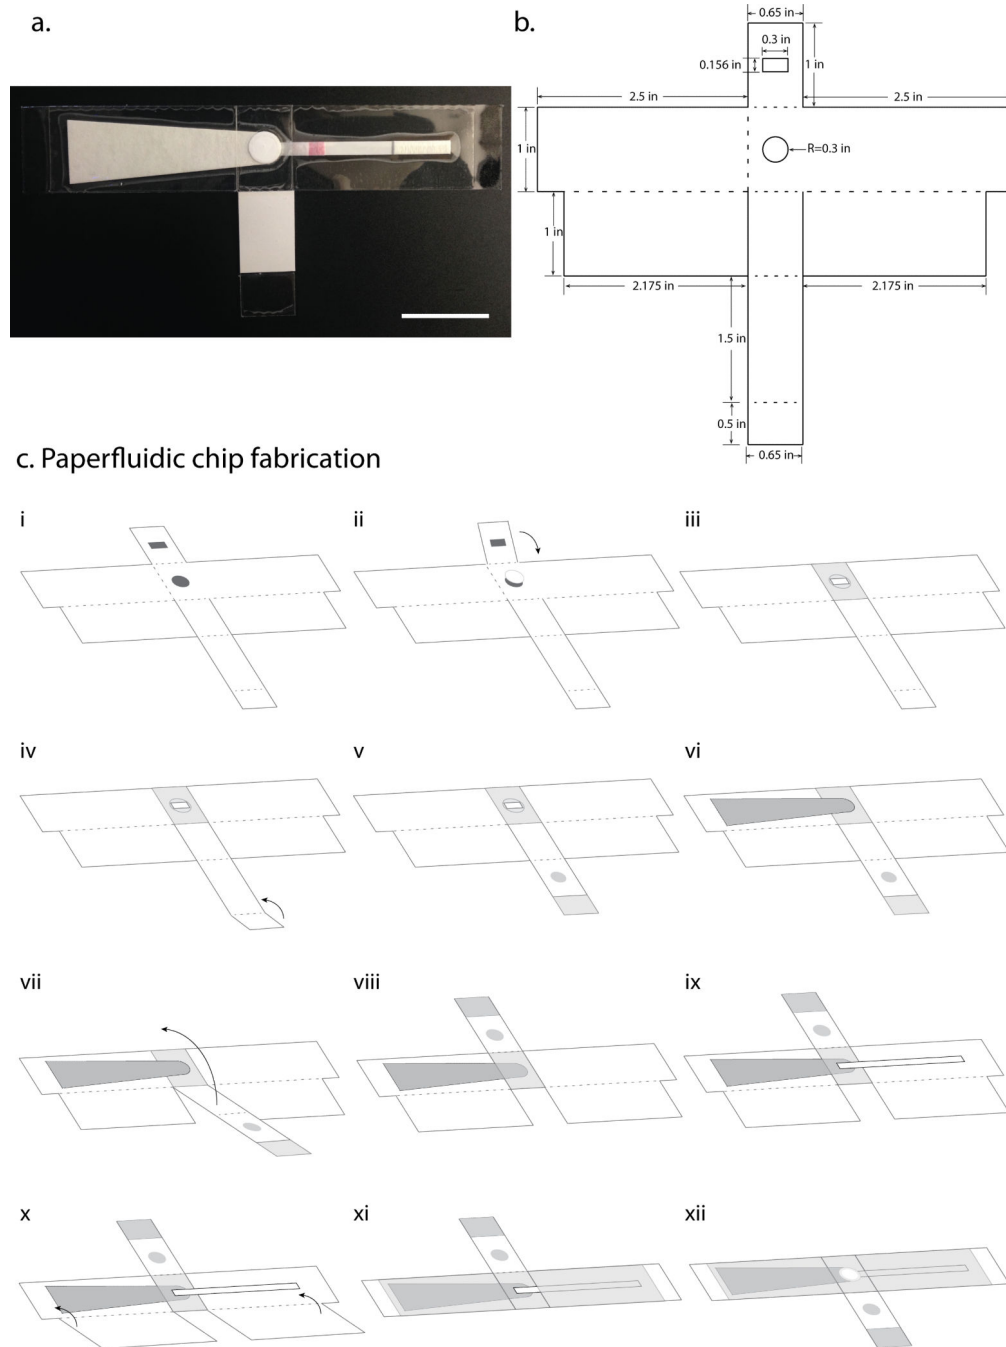 a.
b.
0.65 in
0.3 in
0.156 in
1 in
2.5 in
2.5 in
1 in
R=0.3 in
1 in
2.175 in
2.175 in
1.5 in
0.5 in
0.65 in
c. Paperfluidic chip fabrication
i
ii
iii
iv
v
vi
vii
viii
ix
x
xi
xii